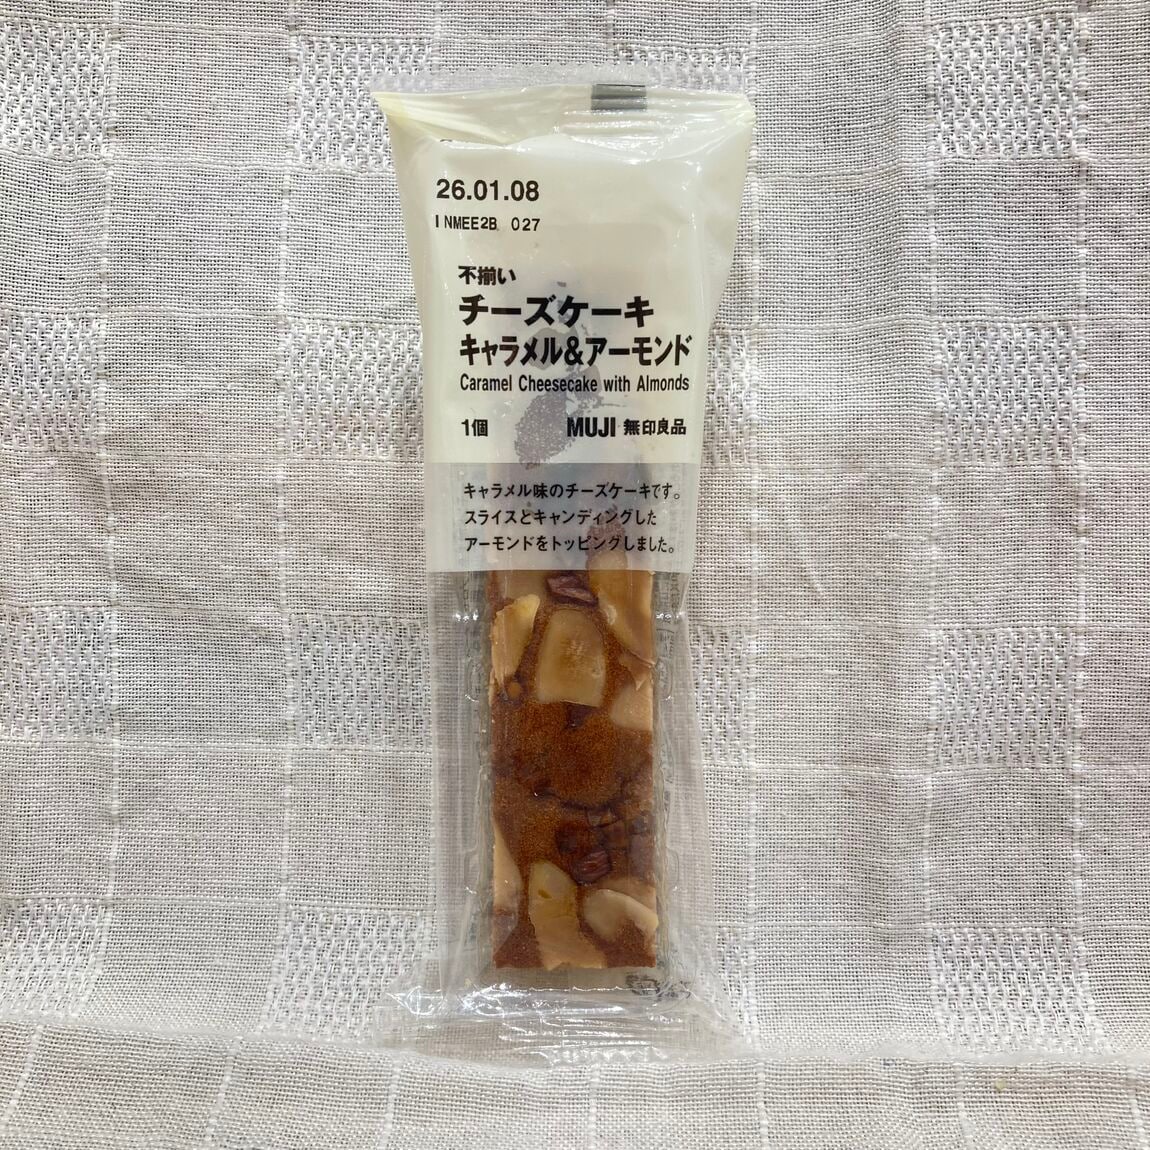 26.01.08
INMEE2B 027
不揃い
チーズケーキ
キャラメル&アーモンド
Caramel Cheesecake with Almonds
1個 MUJI 無印良品
キャラメル味のチーズケーキです。
スライスとキャンディングした
アーモンドをトッピングしました。